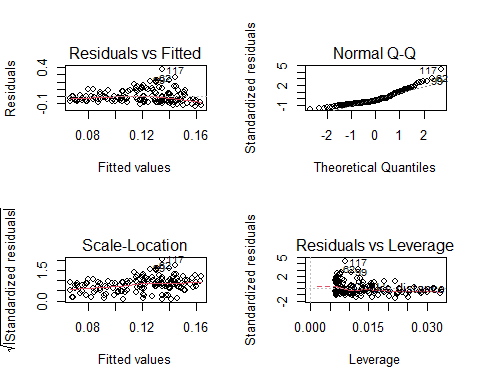 Residuals vs Fitted
Residuals
-0.1 0.4
117
0.08 0.12 0.16
Fitted values
Normal Q-Q
Standardized residuals
-1 2 5
117
-2 -1 0 1 2
Theoretical Quantiles
Scale-Location
√|Standardized residuals|
0.0 1.5
117
0.08 0.12 0.16
Fitted values
Residuals vs Leverage
Standardized residuals
-2 2 5
117
distance
0.000 0.015 0.030
Leverage